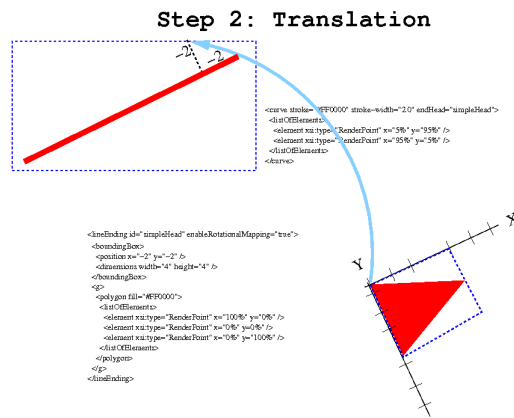 Step 2: Translation
−2
−2
<curve stroke="#FF0000" stroke−width="2.0" endHead="simpleHead">
<listOfElements>
<element xsi:type="RenderPoint" x="5%" y="95%" />
<element xsi:type="RenderPoint" x="95%" y="5%" />
</listOfElements>
</curve>
X
Y
<lineEnding id="simpleHead" enableRotationalMapping="true">
<boundingBox>
<position x="−2" y="−2" />
<dimensions width="4" height="4" />
</boundingBox>
<g>
<polygon fill="#FF0000">
<listOfElements>
<element xsi:type="RenderPoint" x="100%" y="0%" />
<element xsi:type="RenderPoint" x="0%" y=0%" />
<element xsi:type="RenderPoint" x="0%" y="100%" />
</listOfElements>
</polygon>
</g>
</lineEnding>